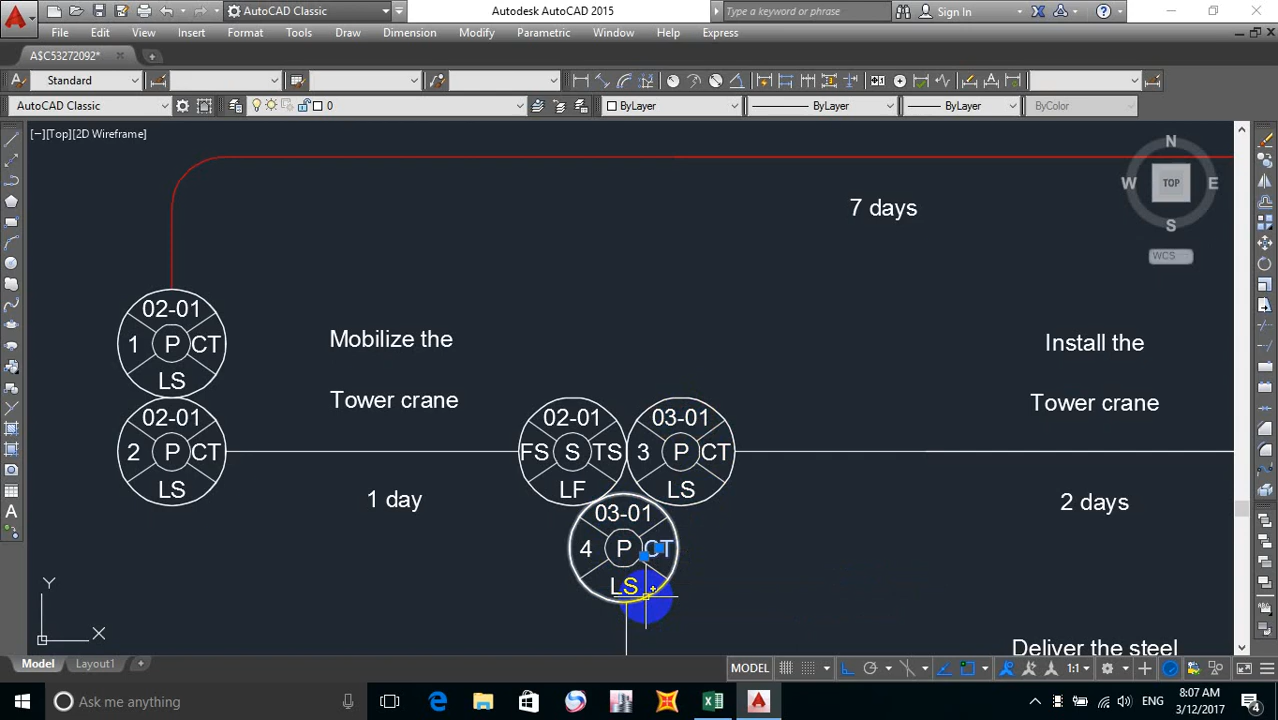 AutoCAD Classic
Autodesk AutoCAD 2015
Type a keyword or phrase
Sign In
File Edit View Insert Format Tools Draw Dimension Modify Parametric Window Help Express
A$C53272092*
Standard
AutoCAD Classic
0
ByLayer
ByLayer
ByLayer
ByColor
[−][Top][2D Wireframe]
N
W TOP E
S
WCS
7 days
02-01
1 P CT
LS
Mobilize the
Tower crane
Install the
Tower crane
02-01
2 P CT
LS
02-01
FS S TS
LF
03-01
3 P CT
LS
1 day
2 days
03-01
4 P CT
LS
Y
X
Deliver the steel
Model Layout1
MODEL
1:1
Ask me anything
ENG
8:07 AM
3/12/2017
4